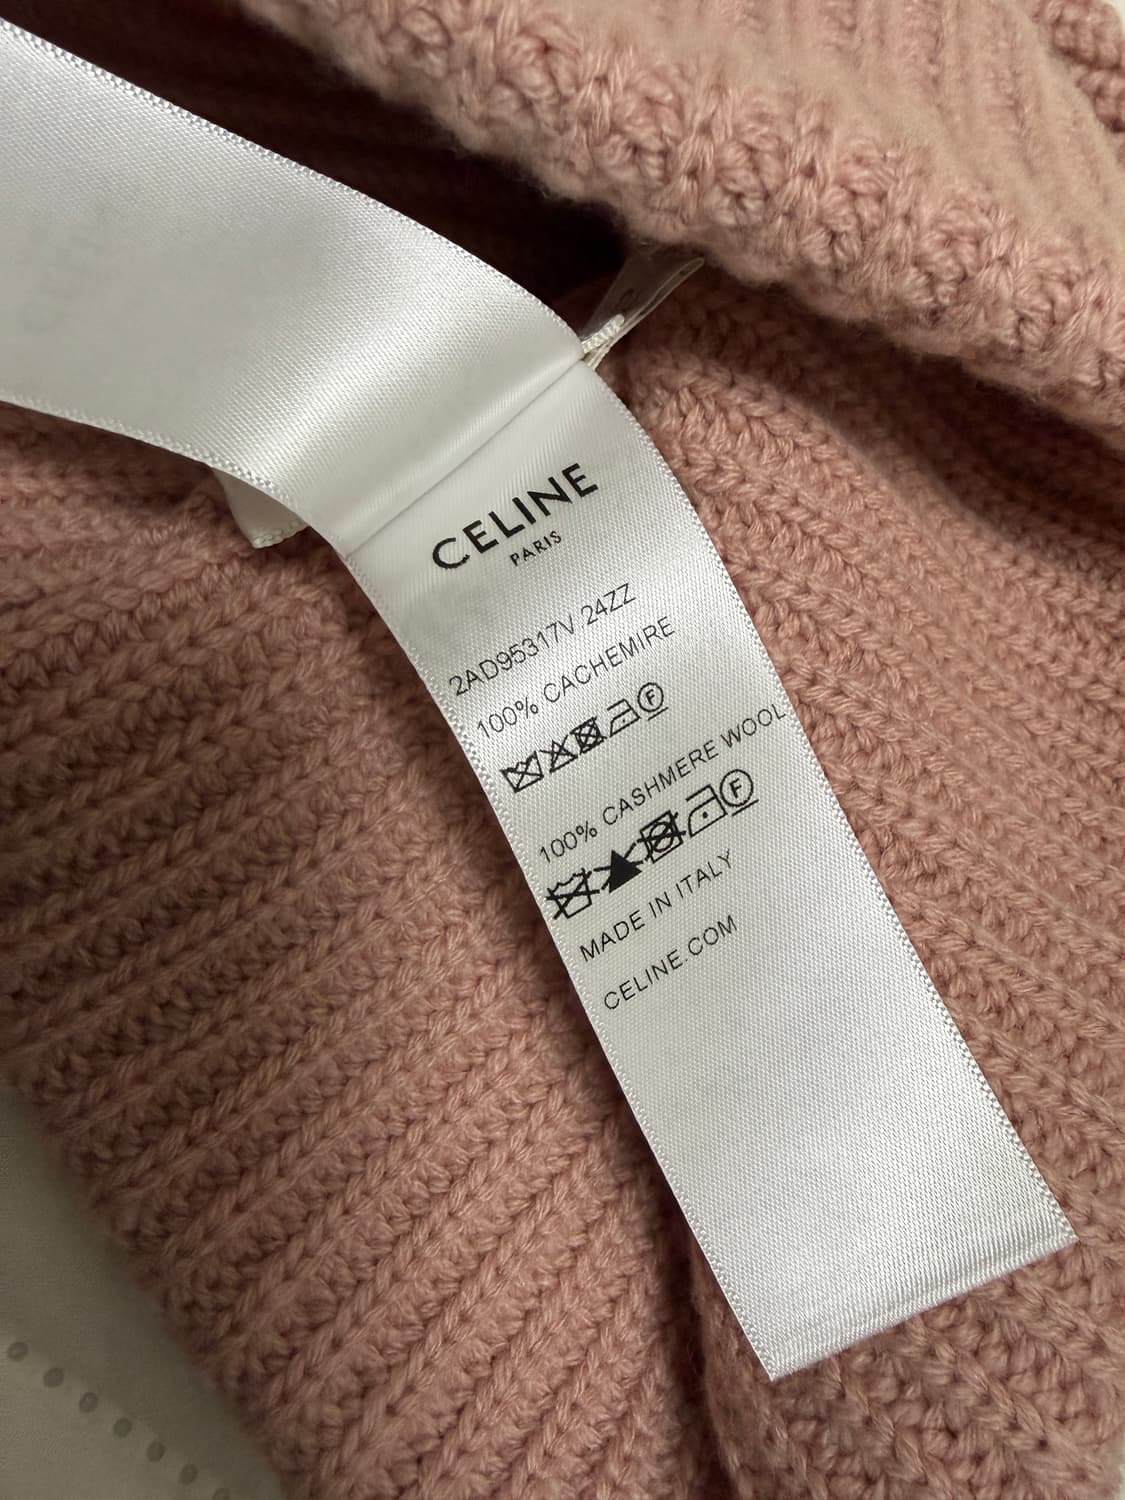 CELINE
PARIS
2AD95317V 24ZZ
100% CACHEMIRE
F
100% CASHMERE WOOL
F
MADE IN ITALY
CELINE.COM